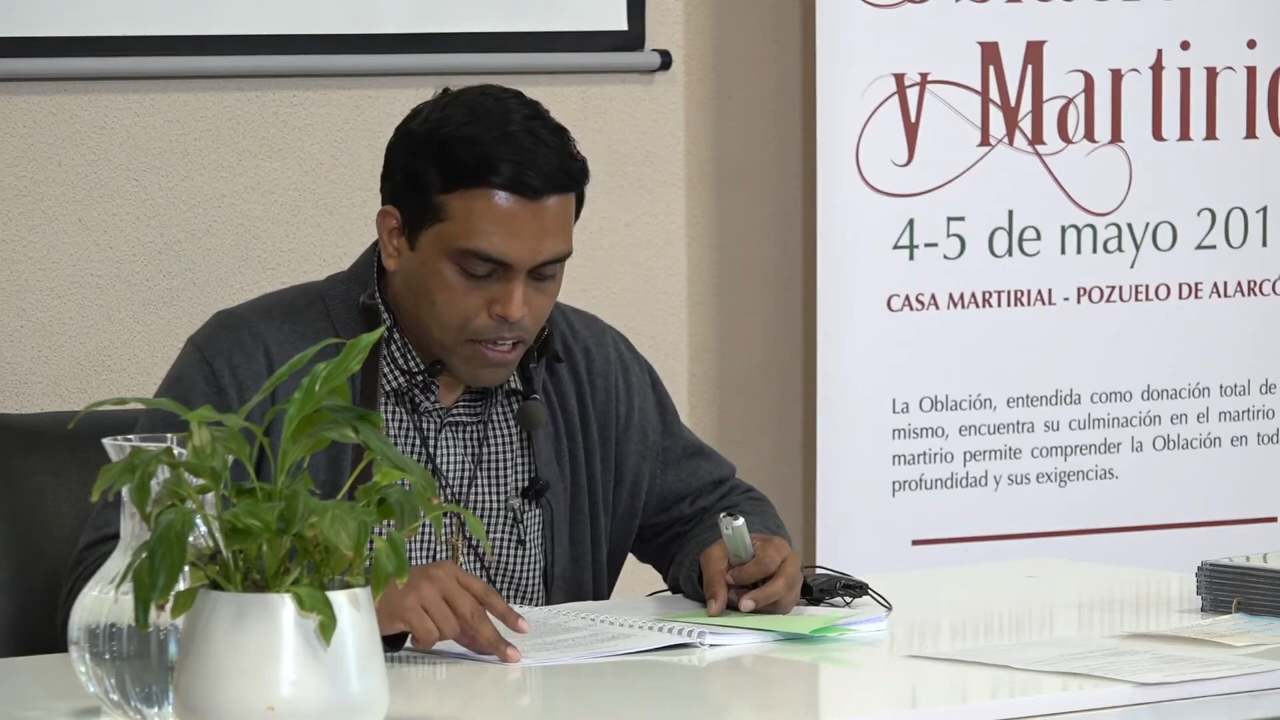 y Martirio
4-5 de mayo 201
CASA MARTIRIAL - POZUELO DE ALARCÓ
La Oblación, entendida como donación total de
mismo, encuentra su culminación en el martirio
martirio permite comprender la Oblación en tod
profundidad y sus exigencias.